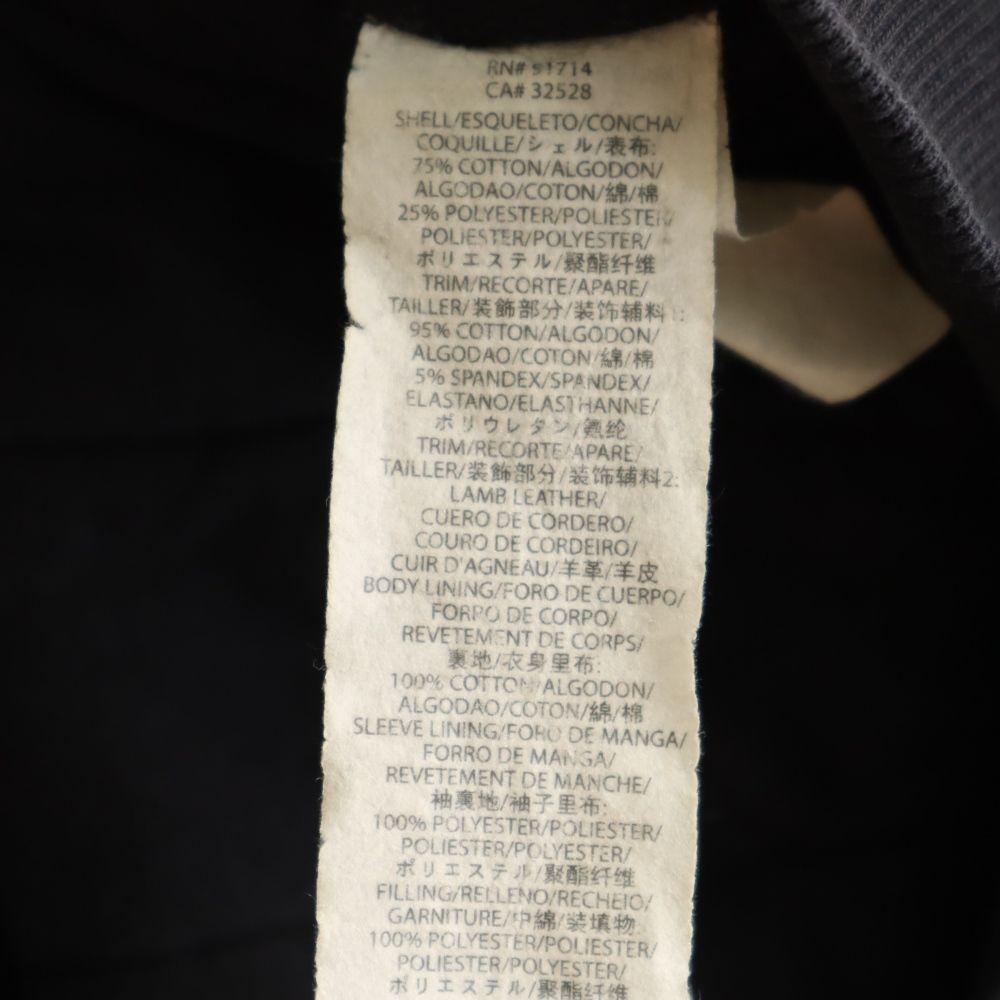 RN# 91714
CA# 32528
SHELL/ESQUELETO/CONCHA/
COQUILLE/シェル/表布:
75% COTTON/ALGODON/
ALGODAO/COTON/綿/棉
25% POLYESTER/POLIESTER/
POLIESTER/POLYESTER/
ポリエステル/聚酯纤维
TRIM/RECORTE/APARE/
TAILLER/装飾部分/装饰辅料1:
95% COTTON/ALGODON/
ALGODAO/COTON/綿/棉
5% SPANDEX/SPANDEX/
ELASTANO/ELASTHANNE/
ポリウレタン/氨纶
TRIM/RECORTE/APARE/
TAILLER/装飾部分/装饰辅料2:
LAMB LEATHER/
CUERO DE CORDERO/
COURO DE CORDEIRO/
CUIR D'AGNEAU/羊革/羊皮
BODY LINING/FORO DE CUERPO/
FORPO DE CORPO/
REVETEMENT DE CORPS/
裏地/衣身里布:
100% COTTON/ALGODON/
ALGODAO/COTON/綿/棉
SLEEVE LINING/FORO DE MANGA/
FORRO DE MANGA/
REVETEMENT DE MANCHE/
袖裏地/袖子里布:
100% POLYESTER/POLIESTER/
POLIESTER/POLYESTER/
ポリエステル/聚酯纤维
FILLING/RELLENO/RECHEIO/
GARNITURE/中綿/装填物:
100% POLYESTER/POLIESTER/
POLIESTER/POLYESTER/
ポリエステル/聚酯纤维